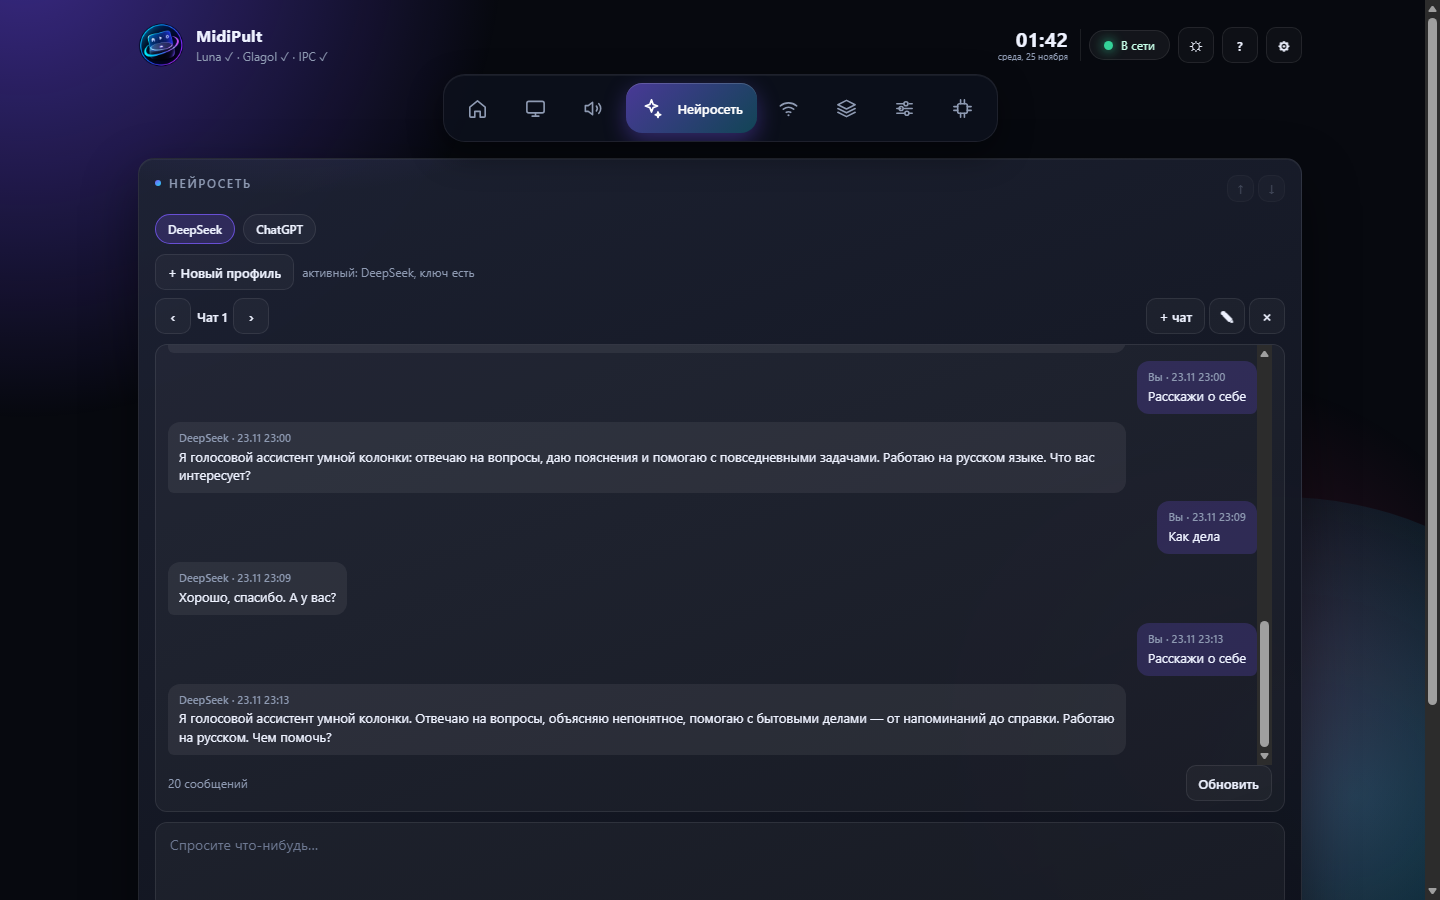 MidiPult
Luna ✓ · Glagol ✓ · IPC ✓
01:42
среда, 25 ноября
В сети
?
Нейросеть
НЕЙРОСЕТЬ
↑ ↓
DeepSeek
ChatGPT
+ Новый профиль
активный: DeepSeek, ключ есть
‹ Чат 1 ›
+ чат
×
Вы · 23.11 23:00
Расскажи о себе
DeepSeek · 23.11 23:00
Я голосовой ассистент умной колонки: отвечаю на вопросы, даю пояснения и помогаю с повседневными задачами. Работаю на русском языке. Что вас
интересует?
Вы · 23.11 23:09
Как дела
DeepSeek · 23.11 23:09
Хорошо, спасибо. А у вас?
Вы · 23.11 23:13
Расскажи о себе
DeepSeek · 23.11 23:13
Я голосовой ассистент умной колонки. Отвечаю на вопросы, объясняю непонятное, помогаю с бытовыми делами — от напоминаний до справки. Работаю
на русском. Чем помочь?
20 сообщений
Обновить
Спросите что-нибудь...